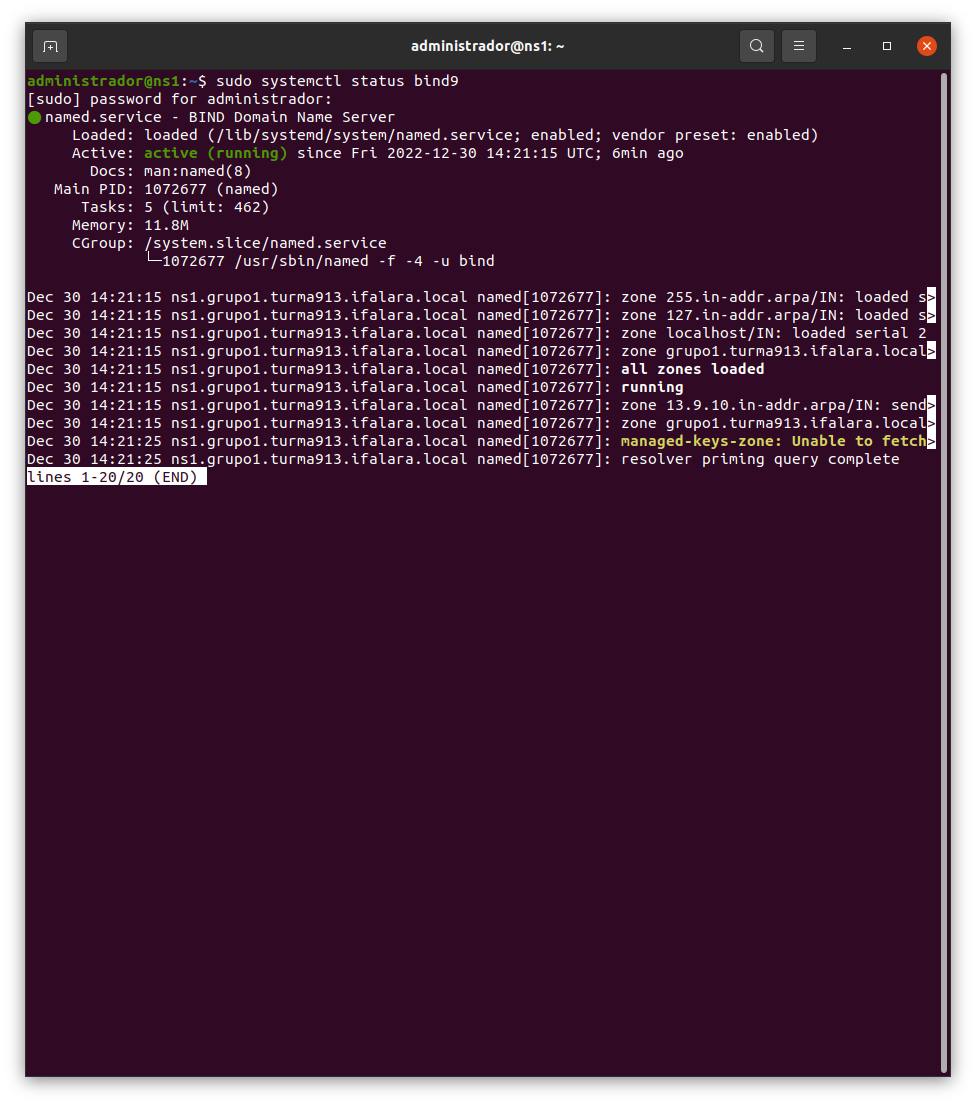 administrador@ns1: ~
administrador@ns1:~$ sudo systemctl status bind9
[sudo] password for administrador:
● named.service - BIND Domain Name Server
     Loaded: loaded (/lib/systemd/system/named.service; enabled; vendor preset: enabled)
     Active: active (running) since Fri 2022-12-30 14:21:15 UTC; 6min ago
       Docs: man:named(8)
   Main PID: 1072677 (named)
      Tasks: 5 (limit: 462)
     Memory: 11.8M
     CGroup: /system.slice/named.service
             └─1072677 /usr/sbin/named -f -4 -u bind
Dec 30 14:21:15 ns1.grupo1.turma913.ifalara.local named[1072677]: zone 255.in-addr.arpa/IN: loaded s>
Dec 30 14:21:15 ns1.grupo1.turma913.ifalara.local named[1072677]: zone 127.in-addr.arpa/IN: loaded s>
Dec 30 14:21:15 ns1.grupo1.turma913.ifalara.local named[1072677]: zone localhost/IN: loaded serial 2
Dec 30 14:21:15 ns1.grupo1.turma913.ifalara.local named[1072677]: zone grupo1.turma913.ifalara.local>
Dec 30 14:21:15 ns1.grupo1.turma913.ifalara.local named[1072677]: all zones loaded
Dec 30 14:21:15 ns1.grupo1.turma913.ifalara.local named[1072677]: running
Dec 30 14:21:15 ns1.grupo1.turma913.ifalara.local named[1072677]: zone 13.9.10.in-addr.arpa/IN: send>
Dec 30 14:21:15 ns1.grupo1.turma913.ifalara.local named[1072677]: zone grupo1.turma913.ifalara.local>
Dec 30 14:21:25 ns1.grupo1.turma913.ifalara.local named[1072677]: managed-keys-zone: Unable to fetch>
Dec 30 14:21:25 ns1.grupo1.turma913.ifalara.local named[1072677]: resolver priming query complete
lines 1-20/20 (END)